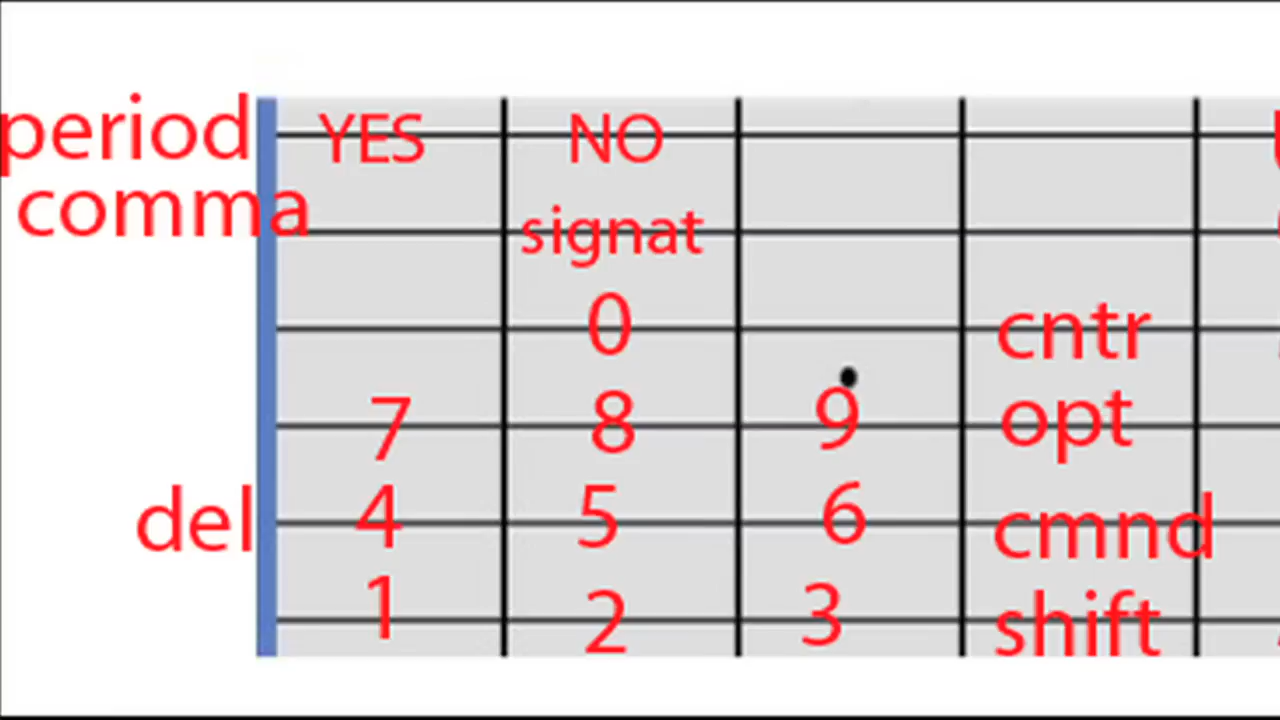 period YES NO
comma signat
0 cntr
7 8 9 opt
del 4 5 6 cmnd
1 2 3 shift